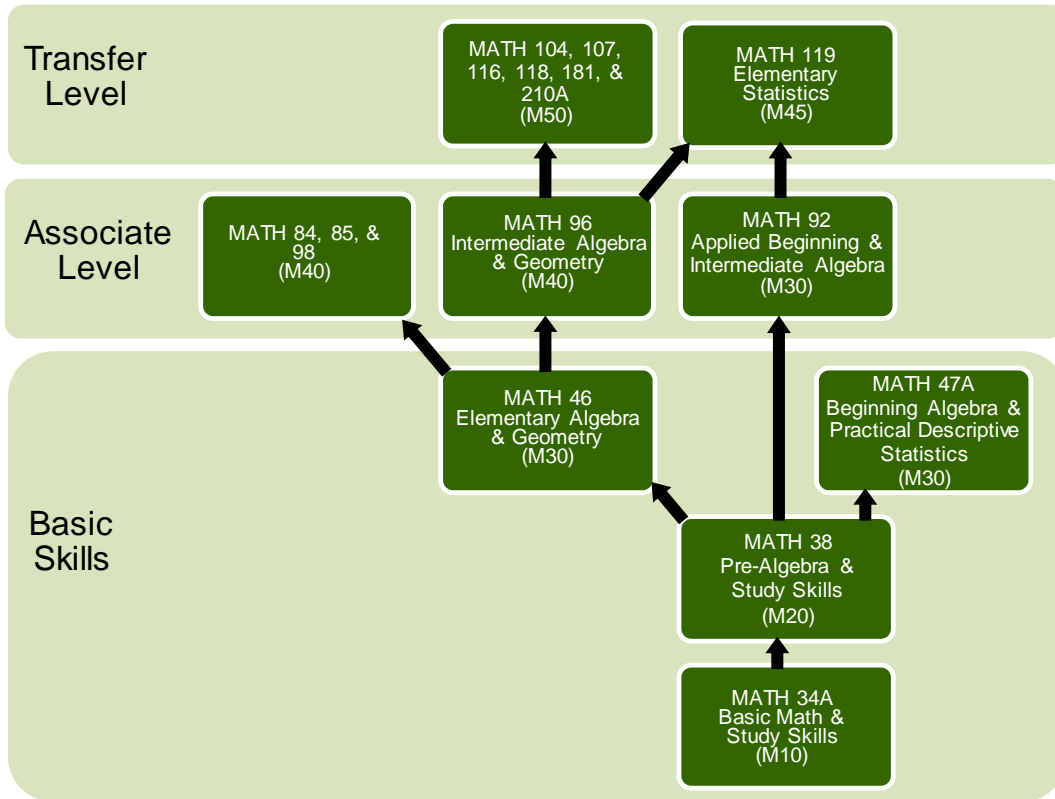 Transfer
Level
MATH 104, 107,
116, 118, 181, &
210A
(M50)
MATH 119
Elementary
Statistics
(M45)
Associate
Level
MATH 84, 85, &
98
(M40)
MATH 96
Intermediate Algebra
& Geometry
(M40)
MATH 92
Applied Beginning &
Intermediate Algebra
(M30)
Basic
Skills
MATH 46
Elementary Algebra
& Geometry
(M30)
MATH 47A
Beginning Algebra &
Practical Descriptive
Statistics
(M30)
MATH 38
Pre-Algebra &
Study Skills
(M20)
MATH 34A
Basic Math &
Study Skills
(M10)